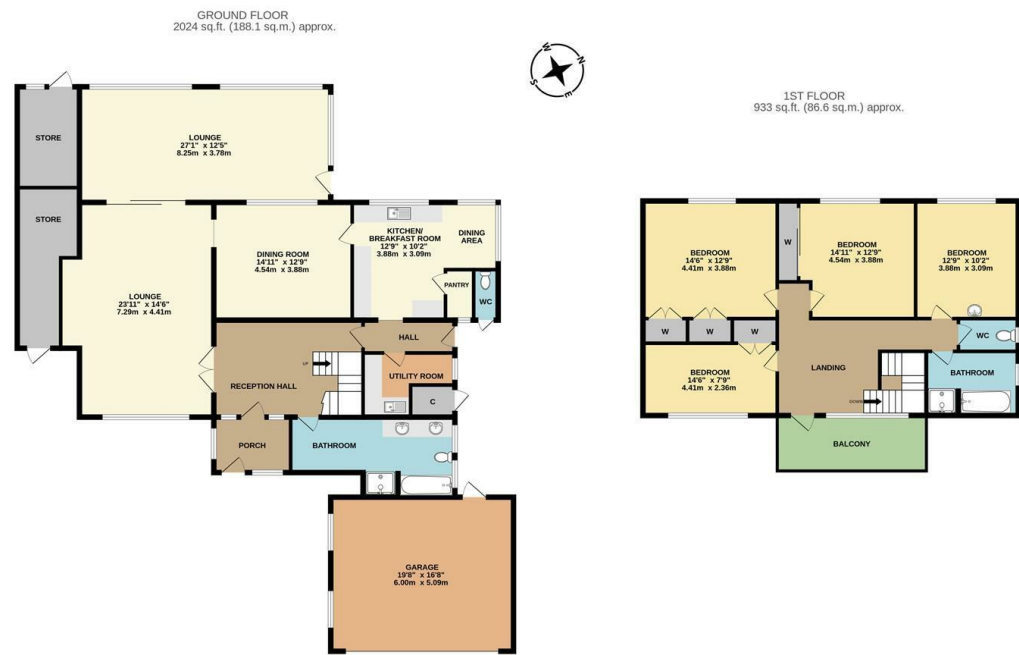 GROUND FLOOR
2024 sq.ft. (188.1 sq.m.) approx.
STORE
LOUNGE
27'1" x 12'5"
8.25m x 3.78m
STORE
LOUNGE
23'11" x 14'6"
7.29m x 4.41m
DINING ROOM
14'11" x 12'9"
4.54m x 3.88m
KITCHEN/
BREAKFAST ROOM
12'9" x 10'2"
3.88m x 3.09m
DINING
AREA
PANTRY
WC
HALL
UP
RECEPTION HALL
UTILITY ROOM
C
PORCH
BATHROOM
GARAGE
19'8" x 16'8"
6.00m x 5.09m
W
N
S
E
1ST FLOOR
933 sq.ft. (86.6 sq.m.) approx.
BEDROOM
14'6" x 12'9"
4.41m x 3.88m
W
BEDROOM
14'11" x 12'9"
4.54m x 3.88m
BEDROOM
12'9" x 10'2"
3.88m x 3.09m
W
W
W
WC
BEDROOM
14'6" x 7'9"
4.41m x 2.36m
LANDING
BATHROOM
DOWN
BALCONY